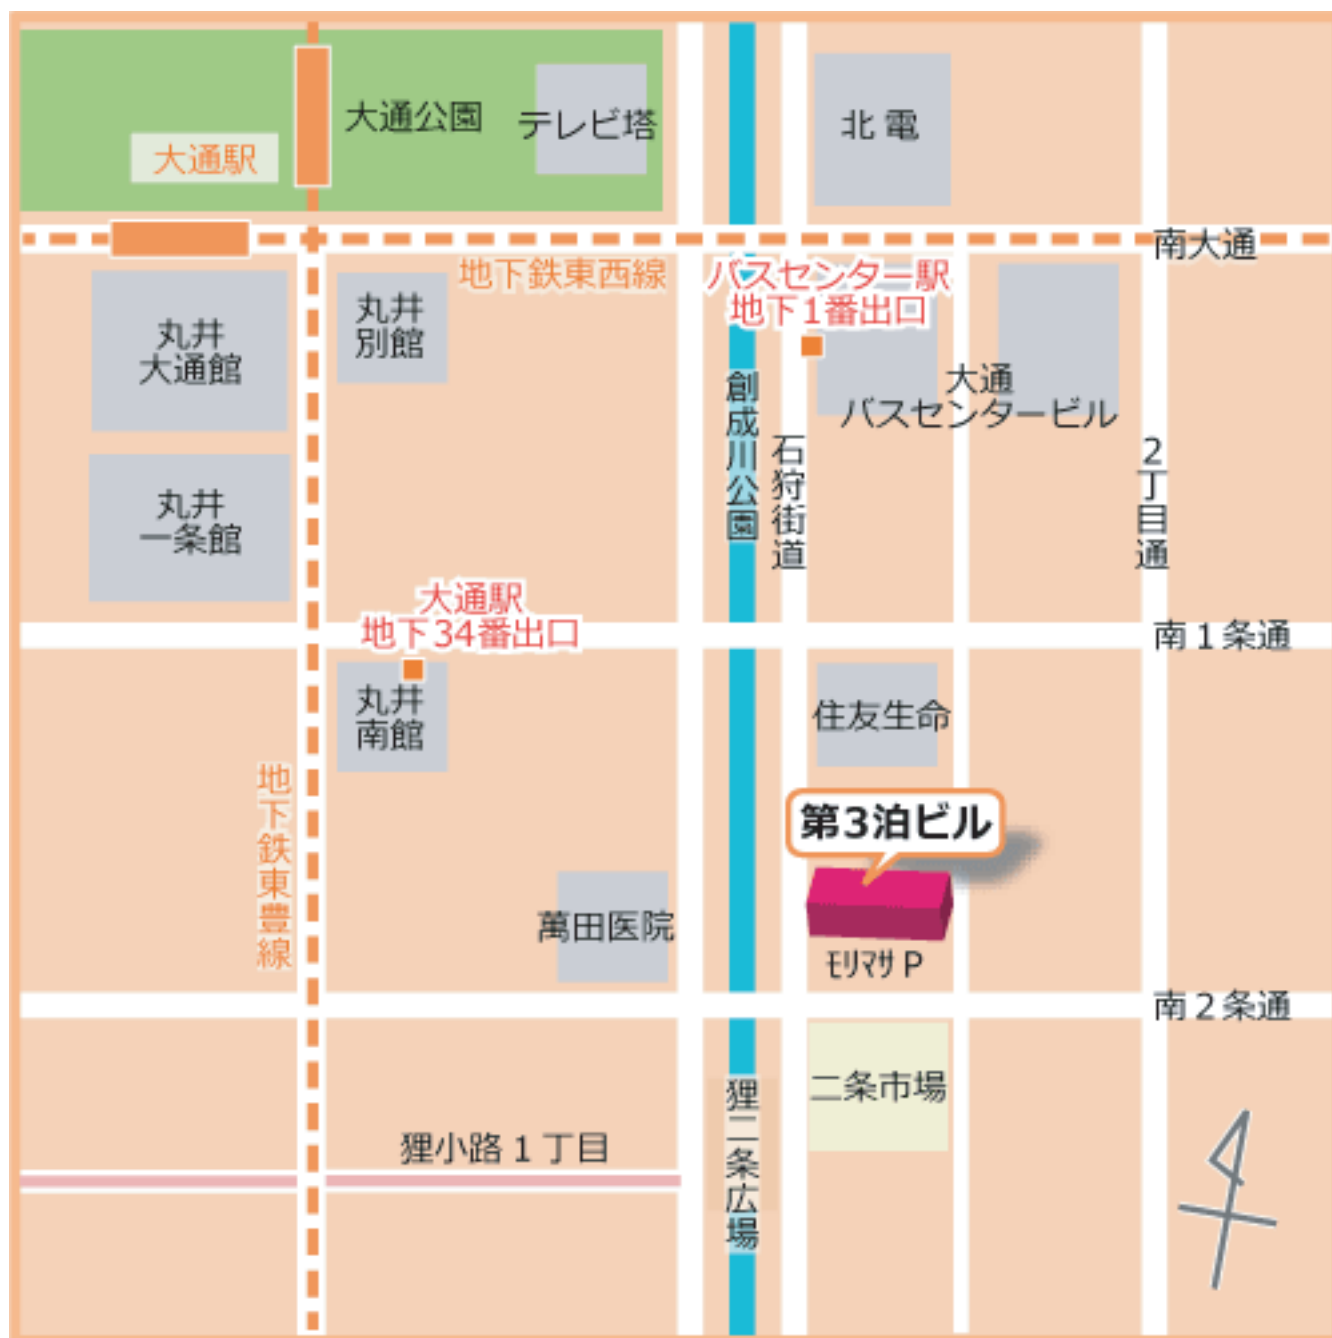 大通公園
テレビ塔
北電
大通駅
南大通
地下鉄東西線
バスセンター駅
地下1番出口
丸井
別館
丸井
大通館
大通
バスセンタービル
創成川公園
石狩街道
2丁目通
丸井
一条館
大通駅
地下34番出口
南1条通
丸井
南館
住友生命
地下鉄東豊線
第3泊ビル
萬田医院
モリマサP
南2条通
二条市場
狸二条広場
狸小路1丁目